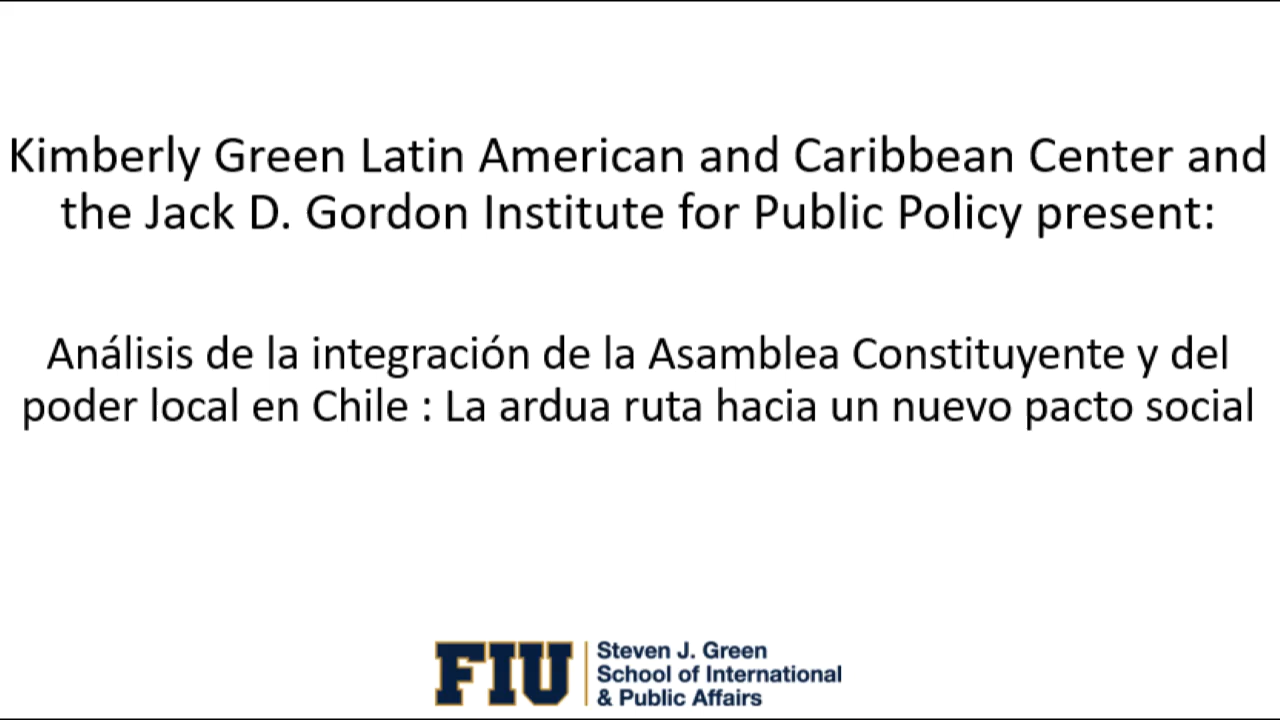 Kimberly Green Latin American and Caribbean Center and
the Jack D. Gordon Institute for Public Policy present:
Análisis de la integración de la Asamblea Constituyente y del
poder local en Chile : La ardua ruta hacia un nuevo pacto social
FIU
Steven J. Green
School of International
& Public Affairs